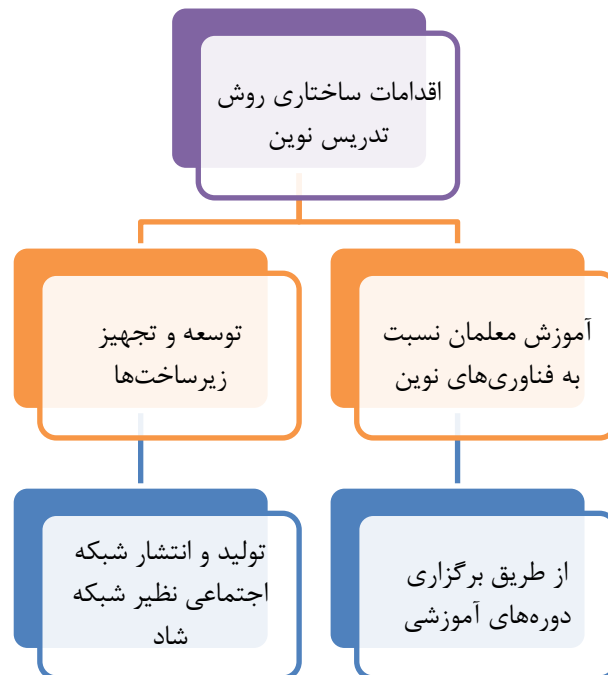 اقدامات ساختاری روش
تدریس نوین
آموزش معلمان نسبت
به فناوری‌های نوین
توسعه و تجهیز
زیرساخت‌ها
از طریق برگزاری
دوره‌های آموزشی
تولید و انتشار شبکه
اجتماعی نظیر شبکه
شاد